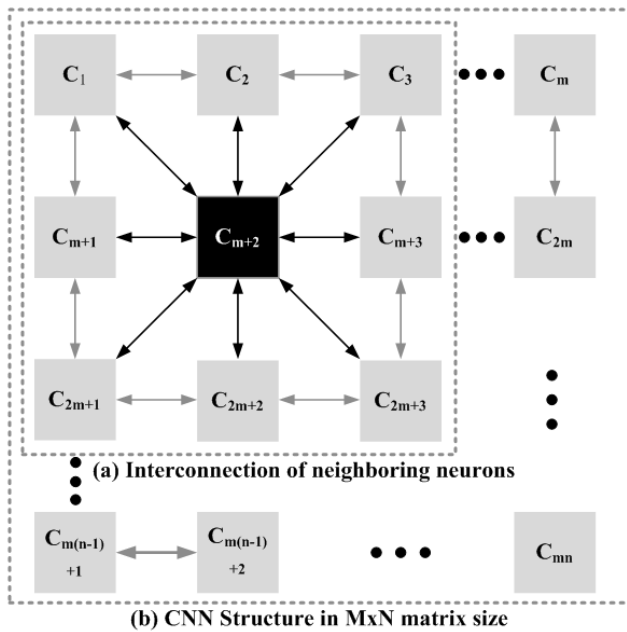 C₁ C₂ C₃ Cₘ
Cₘ₊₁ Cₘ₊₂ Cₘ₊₃ C₂ₘ
C₂ₘ₊₁ C₂ₘ₊₂ C₂ₘ₊₃
(a) Interconnection of neighboring neurons
Cₘ₍ₙ₋₁₎ Cₘ₍ₙ₋₁₎
+1 +2 Cₘₙ
(b) CNN Structure in MxN matrix size